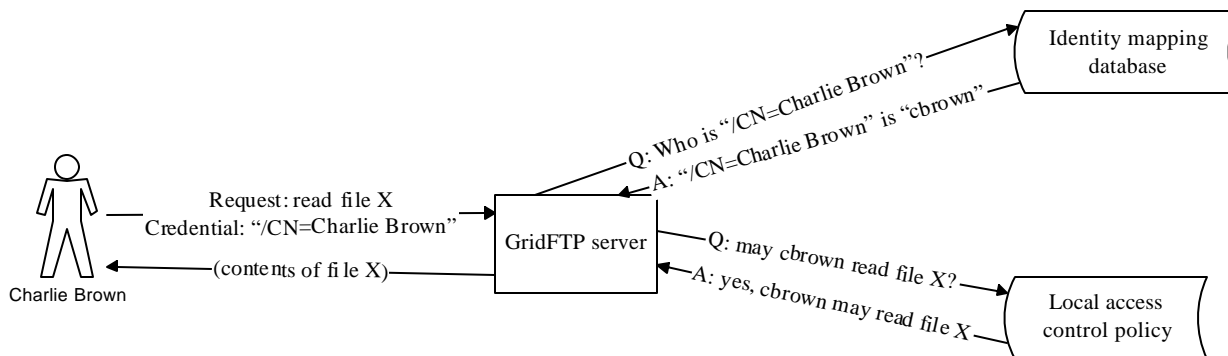 Identity mapping
database
Q: Who is “/CN=Charlie Brown”?
A: “/CN=Charlie Brown” is “cbrown”
Request: read file X
Credential: “/CN=Charlie Brown”
GridFTP server
Q: may cbrown read file X?
(contents of file X)
A: yes, cbrown may read file X
Charlie Brown
Local access
control policy